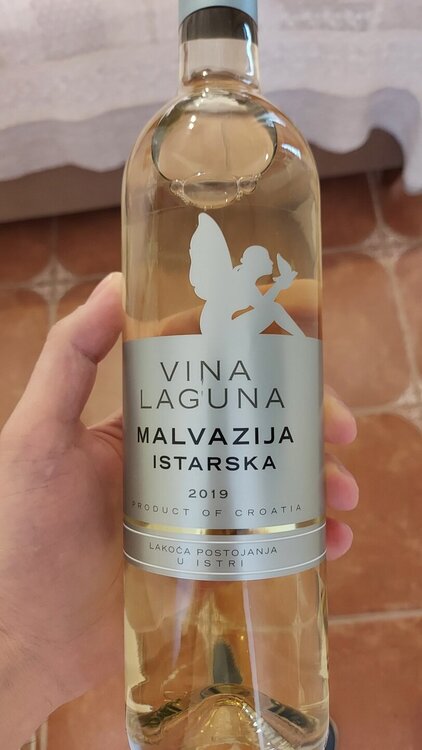 VINA
LAGUNA
MALVAZIJA
ISTARSKA
2019
PRODUCT OF CROATIA
LAKOĆA POSTOJANJA
U ISTRI